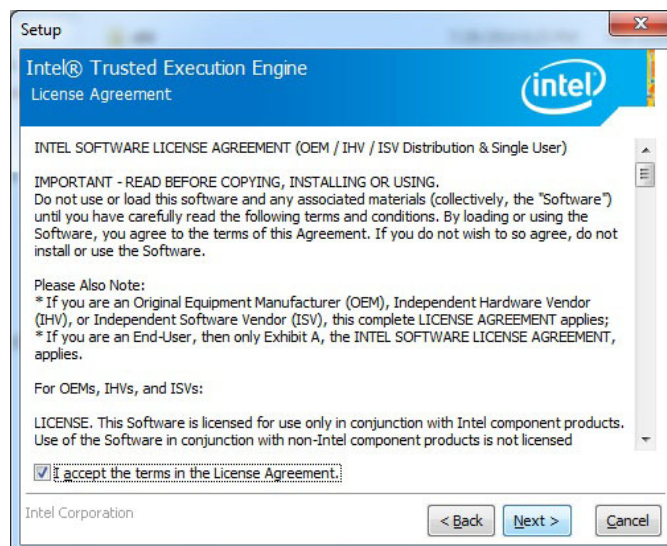 Setup
Intel® Trusted Execution Engine
License Agreement
intel
INTEL SOFTWARE LICENSE AGREEMENT (OEM / IHV / ISV Distribution & Single User)
IMPORTANT - READ BEFORE COPYING, INSTALLING OR USING.
Do not use or load this software and any associated materials (collectively, the "Software")
until you have carefully read the following terms and conditions. By loading or using the
Software, you agree to the terms of this Agreement. If you do not wish to so agree, do not
install or use the Software.
Please Also Note:
* If you are an Original Equipment Manufacturer (OEM), Independent Hardware Vendor
(IHV), or Independent Software Vendor (ISV), this complete LICENSE AGREEMENT applies;
* If you are an End-User, then only Exhibit A, the INTEL SOFTWARE LICENSE AGREEMENT,
applies.
For OEMs, IHVs, and ISVs:
LICENSE. This Software is licensed for use only in conjunction with Intel component products.
Use of the Software in conjunction with non-Intel component products is not licensed
I accept the terms in the License Agreement.
Intel Corporation
< Back
Next >
Cancel